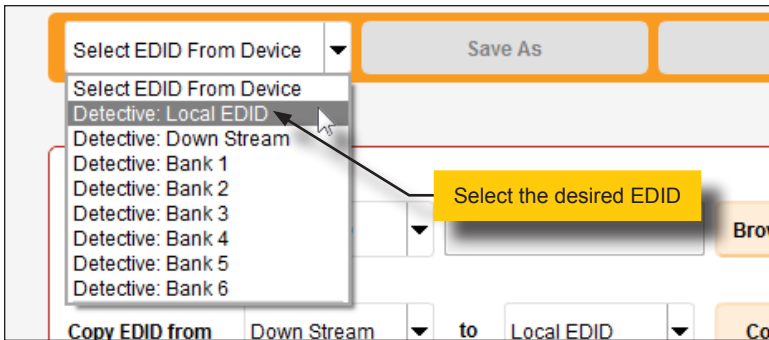 Select EDID From Device
Save As
Select EDID From Device
Detective: Local EDID
Detective: Down Stream
Detective: Bank 1
Detective: Bank 2
Detective: Bank 3
Detective: Bank 4
Detective: Bank 5
Detective: Bank 6
Select the desired EDID
Copy EDID from Down Stream to Local EDID